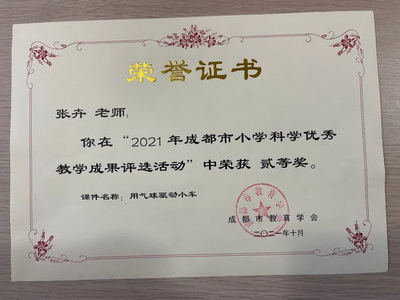 荣誉证书
张卉 老师:
你在“2021年成都市小学科学优秀
教学成果评选活动”中荣获 贰等奖。
课件名称: 用气球驱动小车
成都市教育学会
二〇二一年十月